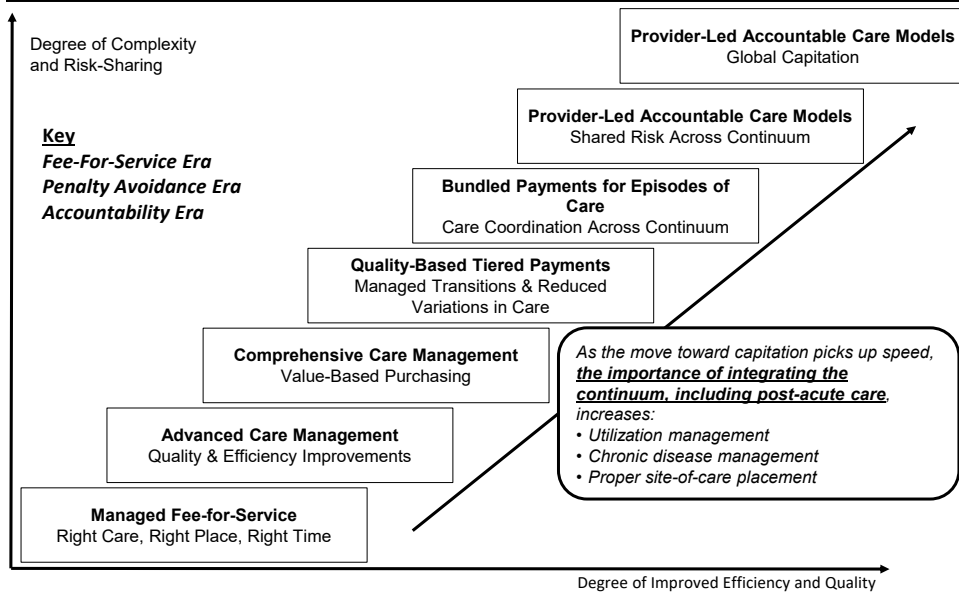 Degree of Complexity
and Risk-Sharing
Key
Fee-For-Service Era
Penalty Avoidance Era
Accountability Era
Provider-Led Accountable Care Models
Global Capitation
Provider-Led Accountable Care Models
Shared Risk Across Continuum
Bundled Payments for Episodes of
Care
Care Coordination Across Continuum
Quality-Based Tiered Payments
Managed Transitions & Reduced
Variations in Care
Comprehensive Care Management
Value-Based Purchasing
Advanced Care Management
Quality & Efficiency Improvements
Managed Fee-for-Service
Right Care, Right Place, Right Time
As the move toward capitation picks up speed,
the importance of integrating the
continuum, including post-acute care,
increases:
• Utilization management
• Chronic disease management
• Proper site-of-care placement
Degree of Improved Efficiency and Quality